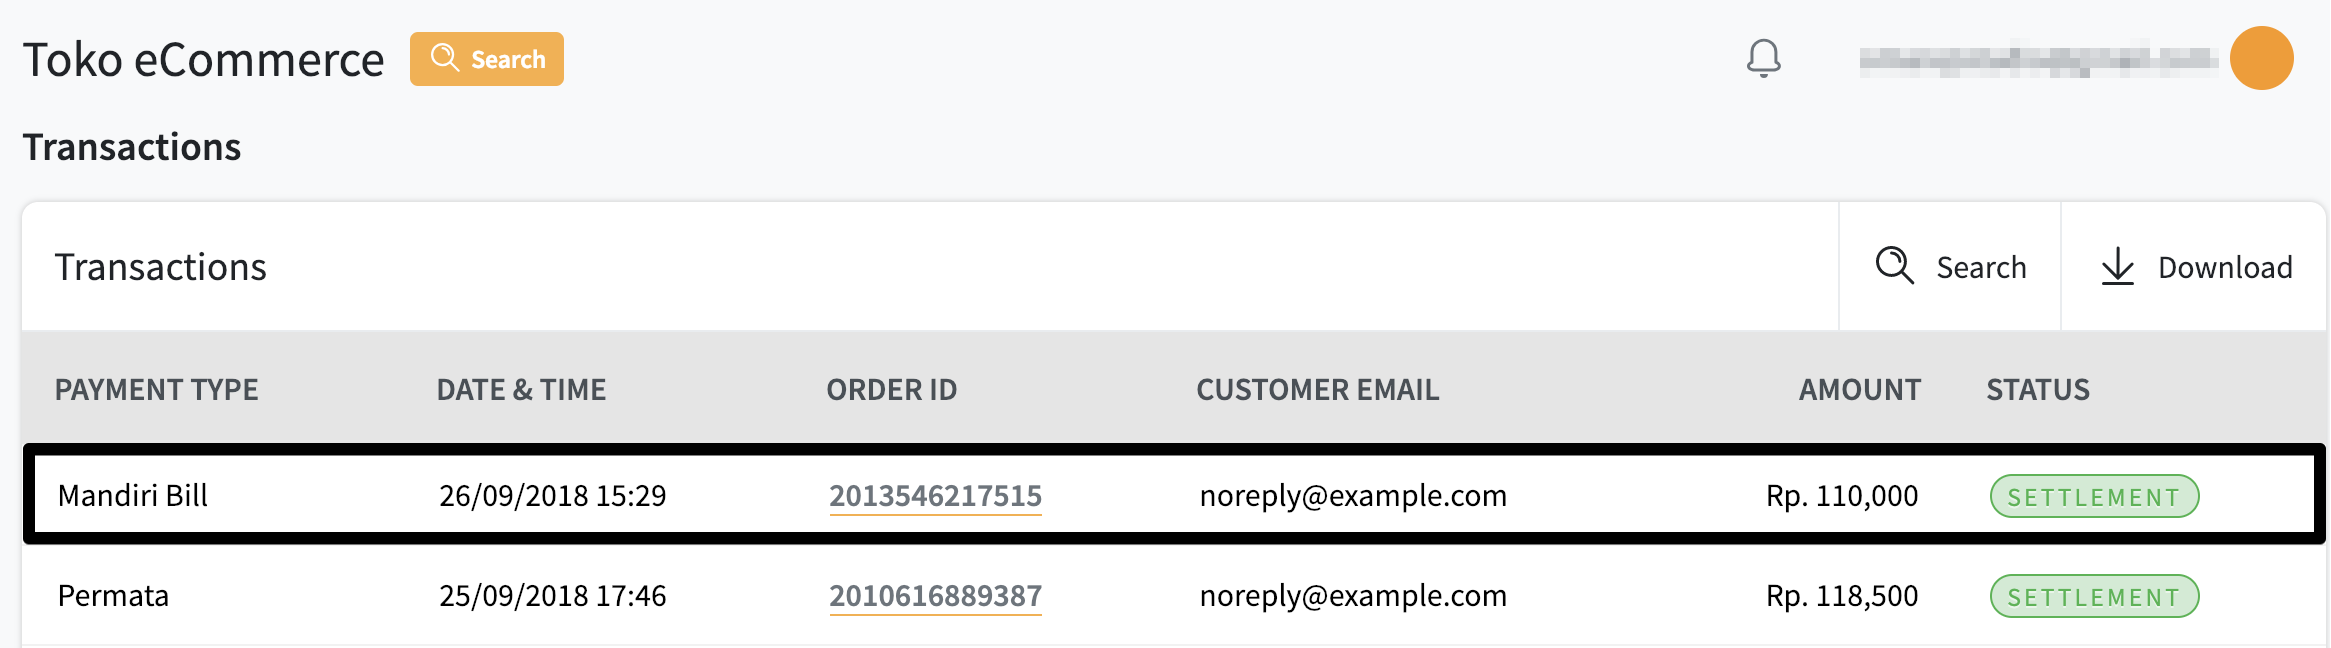 Toko eCommerce Search
Transactions
Transactions Search Download
PAYMENT TYPE DATE & TIME ORDER ID CUSTOMER EMAIL AMOUNT STATUS
Mandiri Bill 26/09/2018 15:29 2013546217515 noreply@example.com Rp. 110,000 SETTLEMENT
Permata 25/09/2018 17:46 2010616889387 noreply@example.com Rp. 118,500 SETTLEMENT